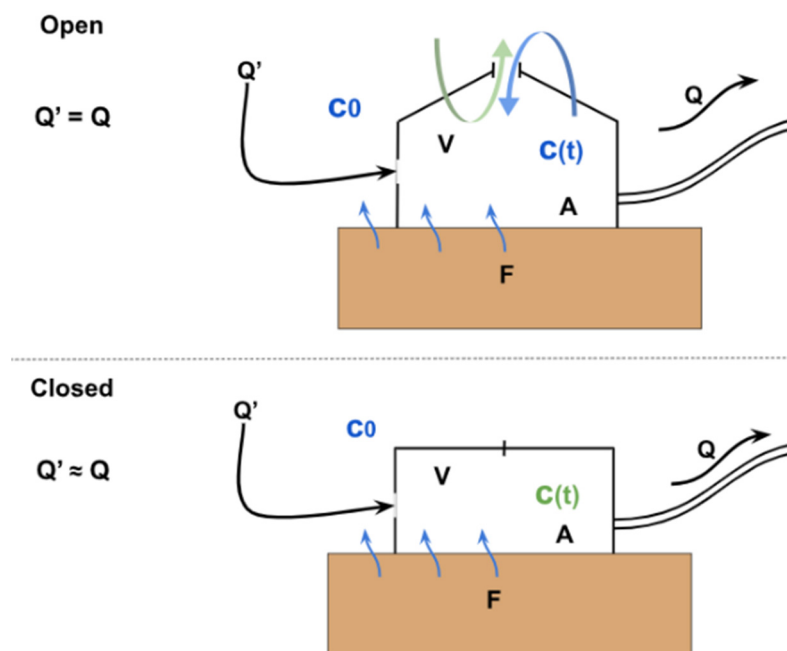 Open
Q'
Q' = Q
C0
Q
V
C(t)
A
F
Closed
Q'
Q' ≈ Q
C0
Q
V
C(t)
A
F